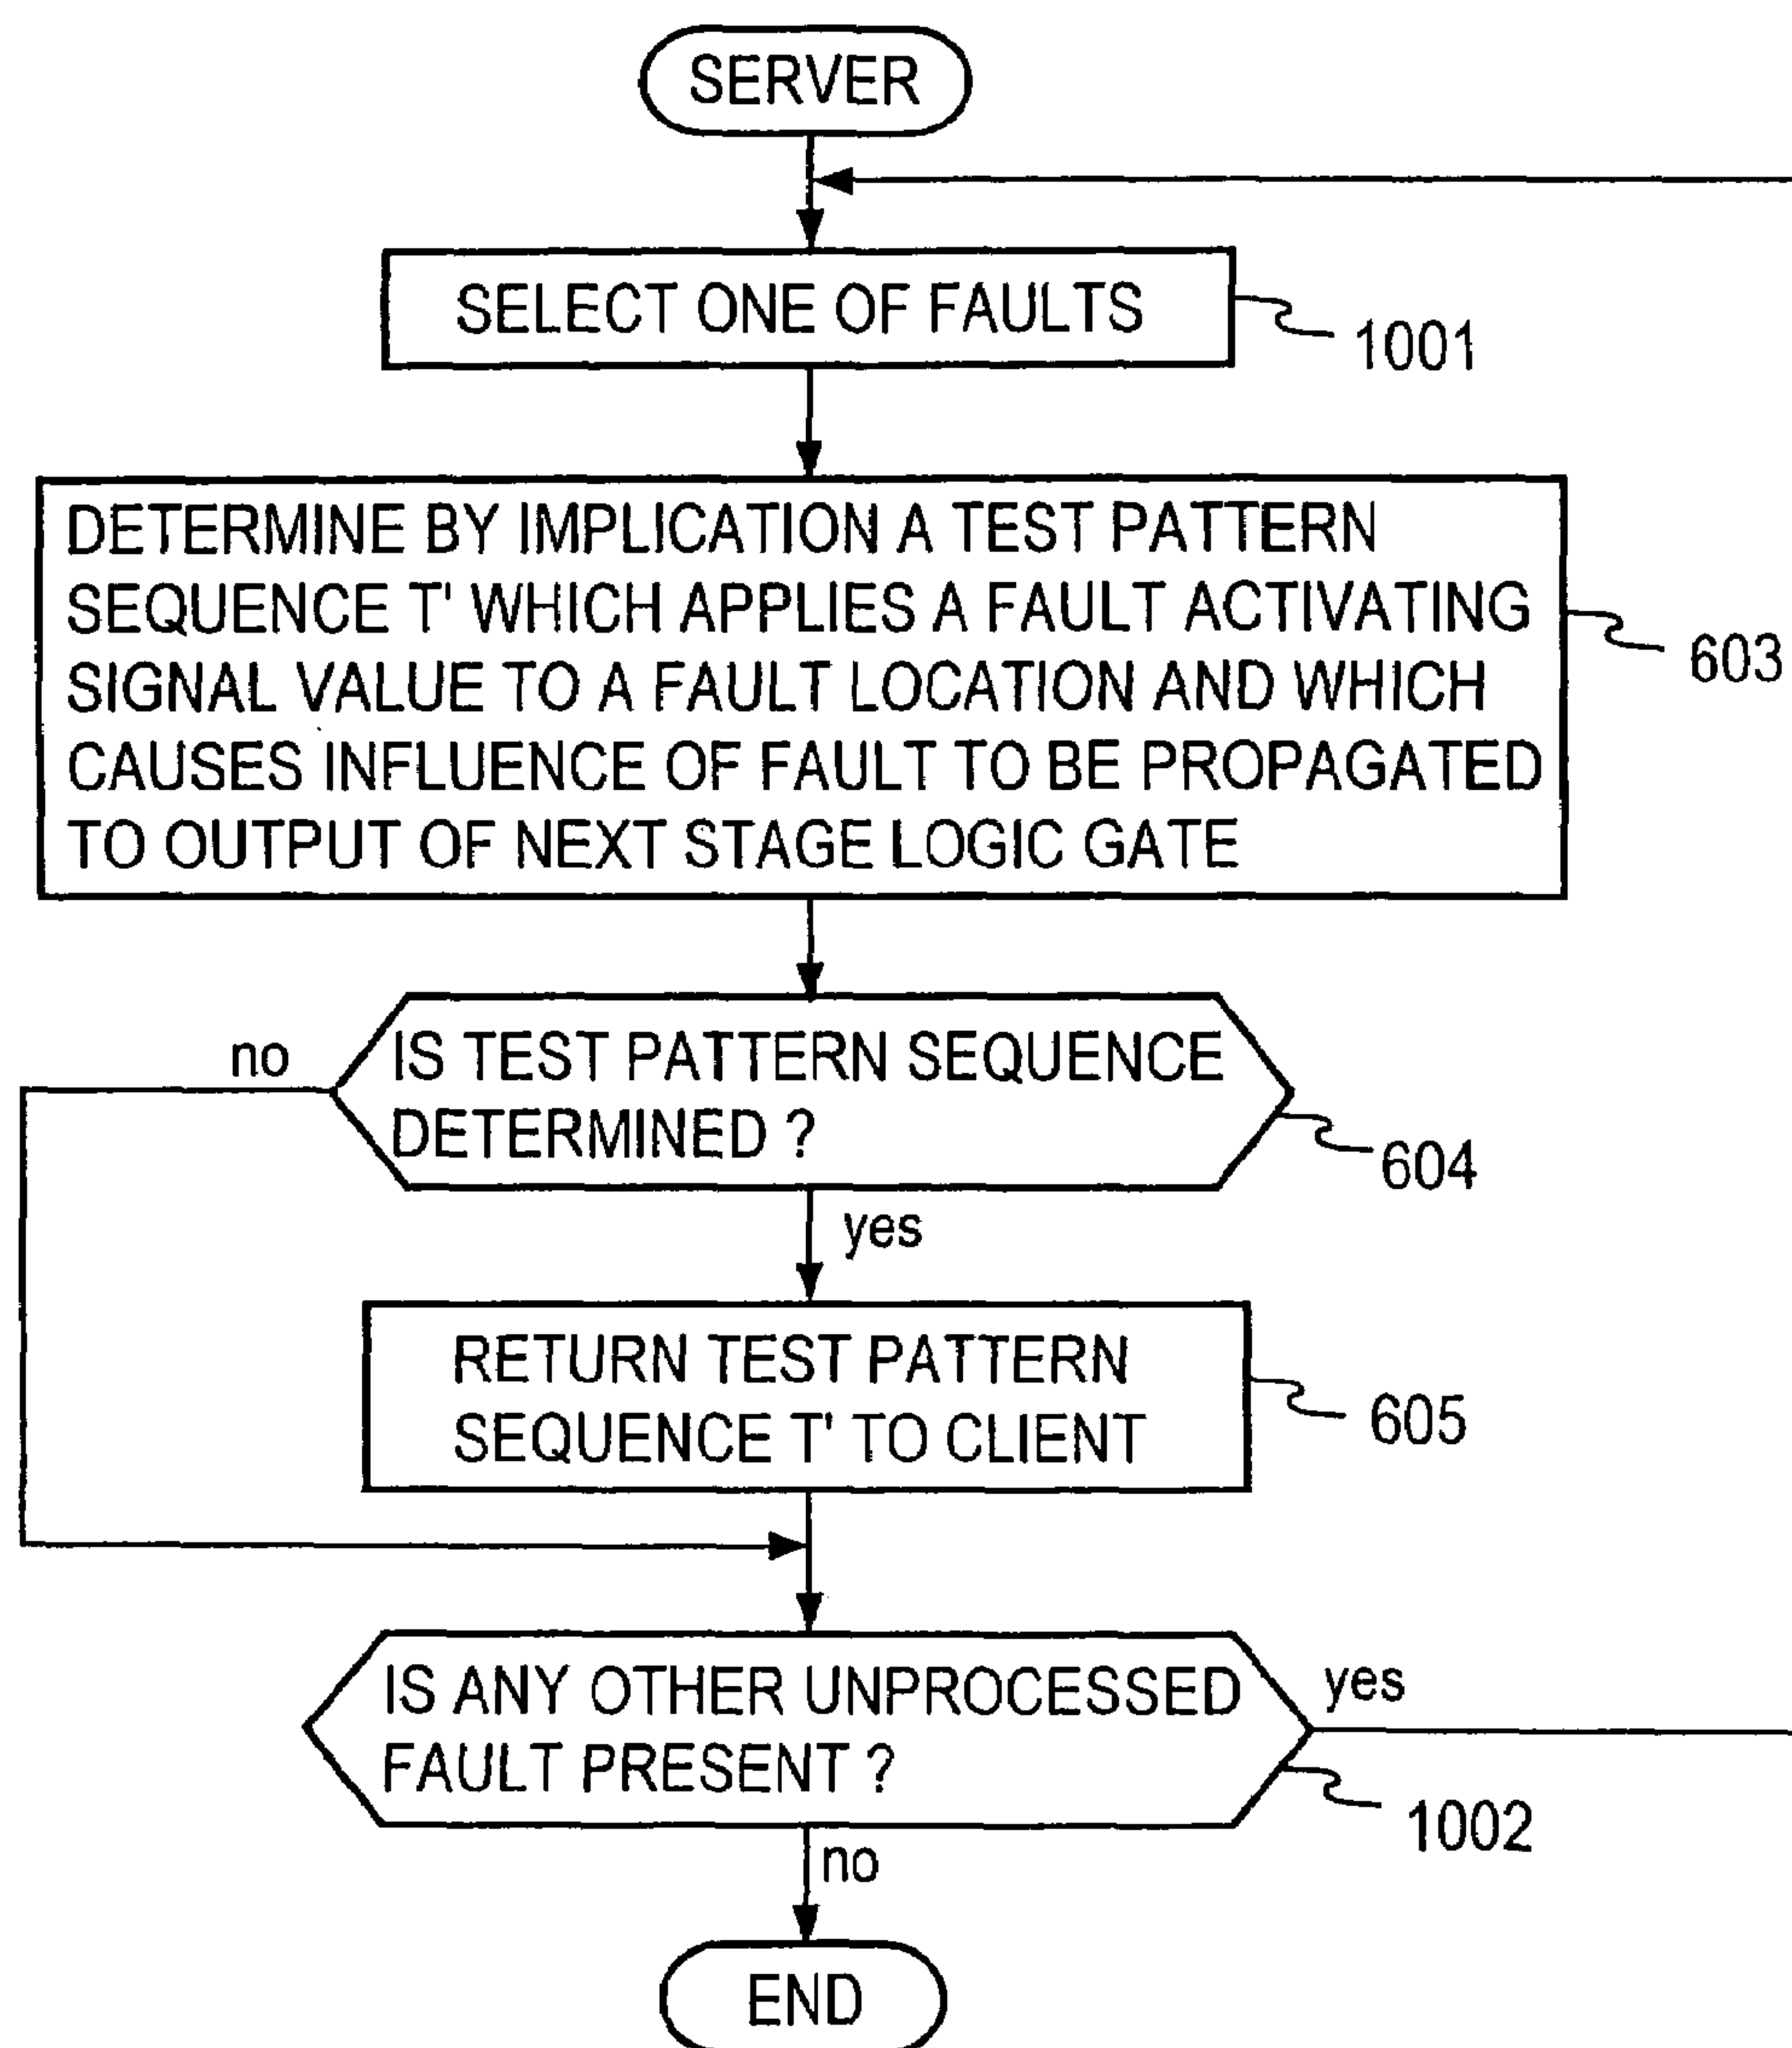 SERVER
SELECT ONE OF FAULTS
1001
DETERMINE BY IMPLICATION A TEST PATTERN
SEQUENCE T' WHICH APPLIES A FAULT ACTIVATING
SIGNAL VALUE TO A FAULT LOCATION AND WHICH
CAUSES INFLUENCE OF FAULT TO BE PROPAGATED
TO OUTPUT OF NEXT STAGE LOGIC GATE
603
no
IS TEST PATTERN SEQUENCE
DETERMINED ?
604
yes
RETURN TEST PATTERN
SEQUENCE T' TO CLIENT
605
IS ANY OTHER UNPROCESSED
FAULT PRESENT ?
yes
1002
no
END